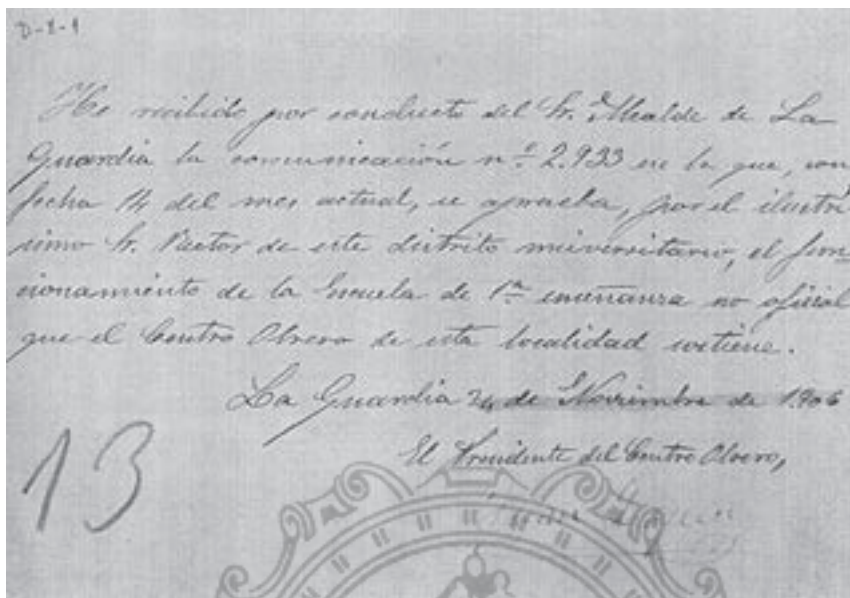 D-1-1
He recibido por conducto del Sr. Alcalde de La
Guardia la comunicación nº 2.933 en la que, con
fecha 14 del mes actual, se aprueba, por el ilustrí
simo Sr. Rector de este distrito universitario, el fun
cionamiento de la Escuela de 1ª enseñanza no oficial
que el Centro Obrero de esta localidad sostiene.
La Guardia 24 de Noviembre de 1906
El Presidente del Centro Obrero,
13